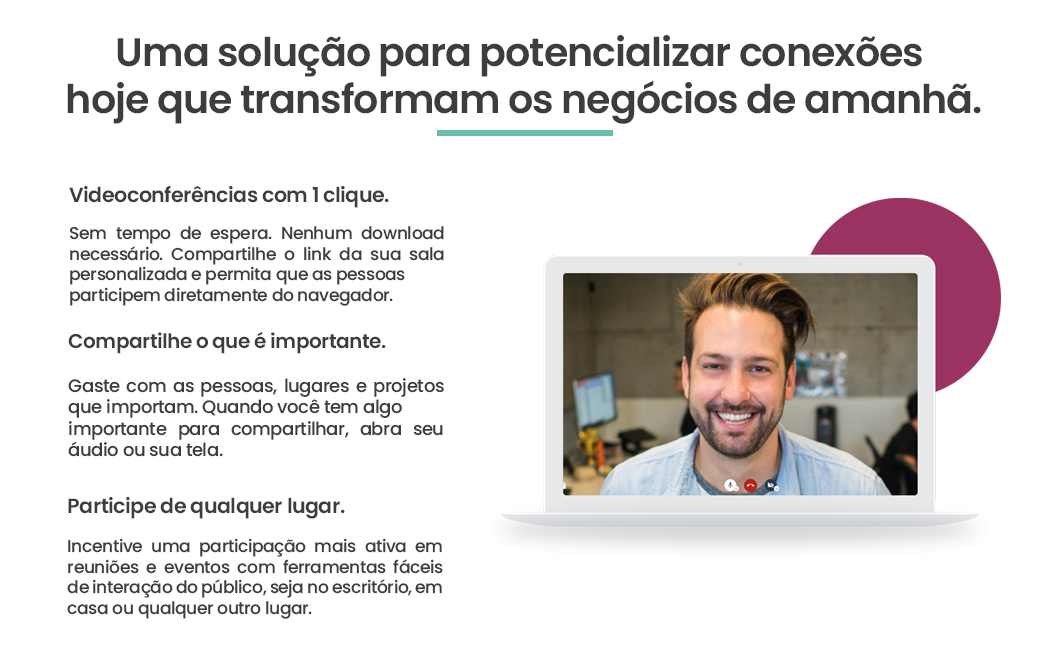 Uma solução para potencializar conexões
hoje que transformam os negócios de amanhã.
Videoconferências com 1 clique.
Sem tempo de espera. Nenhum download
necessário. Compartilhe o link da sua sala
personalizada e permita que as pessoas
participem diretamente do navegador.
Compartilhe o que é importante.
Gaste com as pessoas, lugares e projetos
que importam. Quando você tem algo
importante para compartilhar, abra seu
áudio ou sua tela.
Participe de qualquer lugar.
Incentive uma participação mais ativa em
reuniões e eventos com ferramentas fáceis
de interação do público, seja no escritório, em
casa ou qualquer outro lugar.